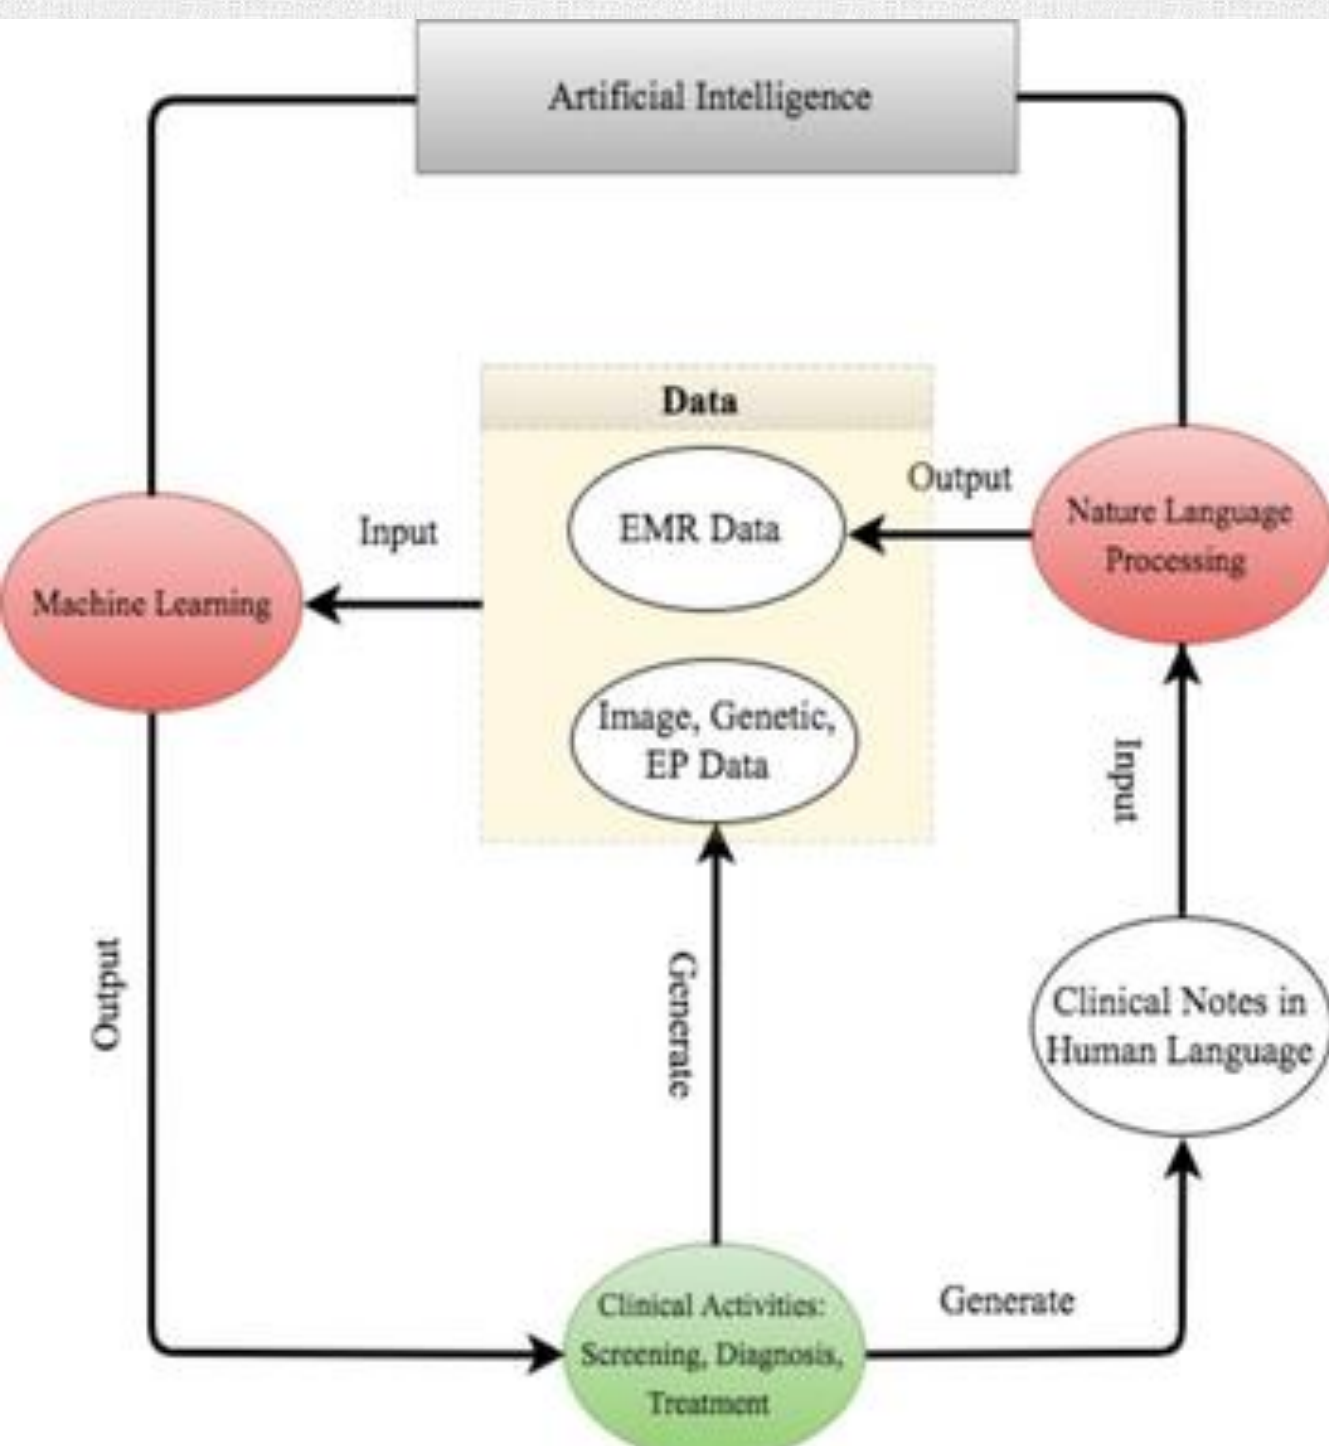 Artificial Intelligence
Data
Output
EMR Data
Nature Language
Processing
Input
Machine Learning
Image, Genetic,
EP Data
Input
Output
Generate
Clinical Notes in
Human Language
Generate
Clinical Activities:
Screening, Diagnosis,
Treatment